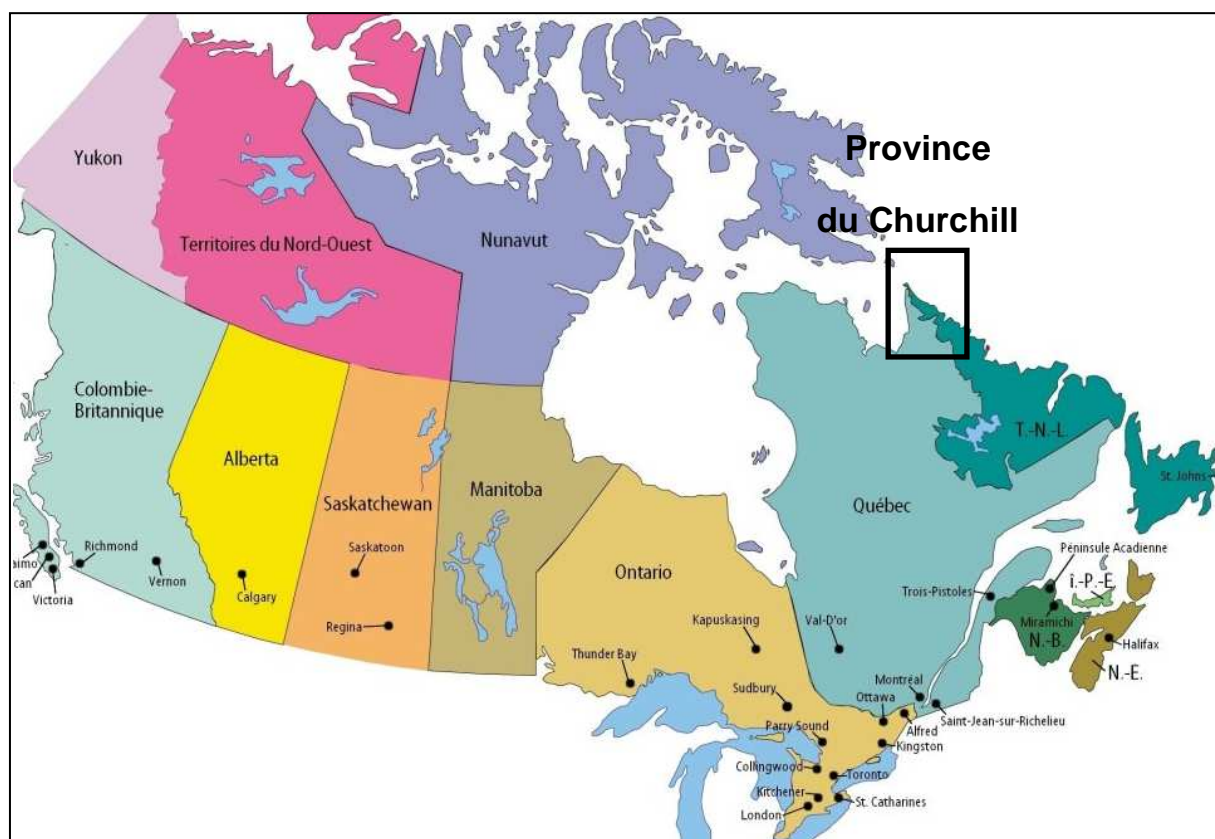 Province
du Churchill
Yukon
Territoires du Nord-Ouest
Nunavut
Colombie-
Britannique
Alberta
Saskatchewan
Manitoba
Ontario
Québec
T.-N.-L.
St. Johns
Péninsule Acadienne
Î.-P.-E.
Miramichi
N.-B.
Halifax
N.-E.
Trois-Pistoles
aimo
can
Victoria
Richmond
Vernon
Calgary
Saskatoon
Regina
Thunder Bay
Kapuskasing
Val-D'or
Sudbury
Parry Sound
Ottawa
Montréal
Saint-Jean-sur-Richelieu
Alfred
Kingston
Collingwood
Toronto
Kitchener
St. Catharines
London